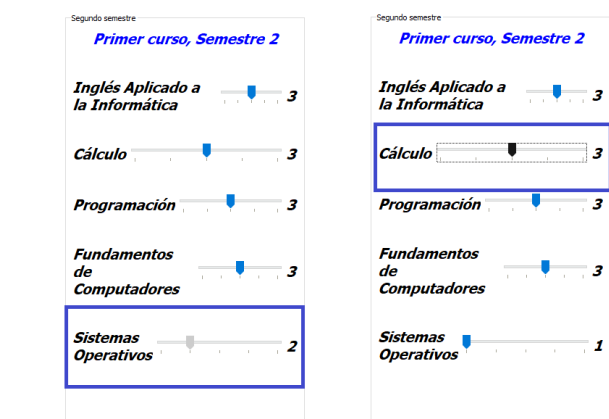 Segundo semestre
Primer curso, Semestre 2
Inglés Aplicado a
la Informática
3
Cálculo
3
Programación
3
Fundamentos
de
Computadores
3
Sistemas
Operativos
2
Segundo semestre
Primer curso, Semestre 2
Inglés Aplicado a
la Informática
3
Cálculo
3
Programación
3
Fundamentos
de
Computadores
3
Sistemas
Operativos
1